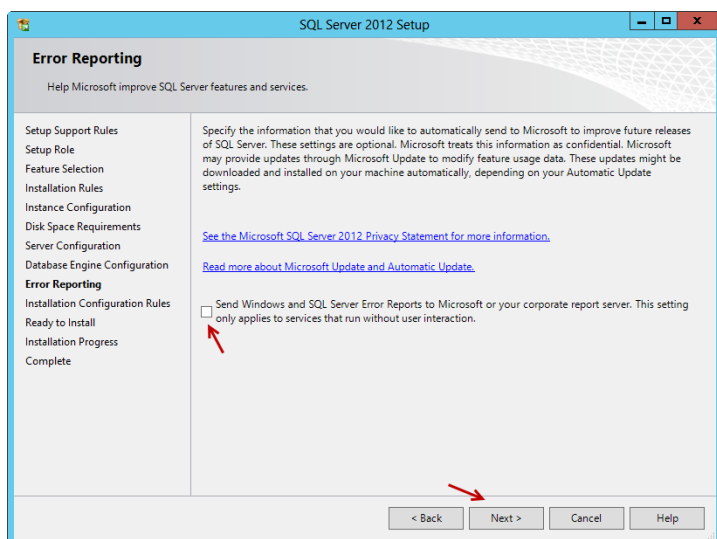 SQL Server 2012 Setup
Error Reporting
Help Microsoft improve SQL Server features and services.
Setup Support Rules
Setup Role
Feature Selection
Installation Rules
Instance Configuration
Disk Space Requirements
Server Configuration
Database Engine Configuration
Error Reporting
Installation Configuration Rules
Ready to Install
Installation Progress
Complete
Specify the information that you would like to automatically send to Microsoft to improve future releases
of SQL Server. These settings are optional. Microsoft treats this information as confidential. Microsoft
may provide updates through Microsoft Update to modify feature usage data. These updates might be
downloaded and installed on your machine automatically, depending on your Automatic Update
settings.
See the Microsoft SQL Server 2012 Privacy Statement for more information.
Read more about Microsoft Update and Automatic Update.
Send Windows and SQL Server Error Reports to Microsoft or your corporate report server. This setting
only applies to services that run without user interaction.
< Back
Next >
Cancel
Help